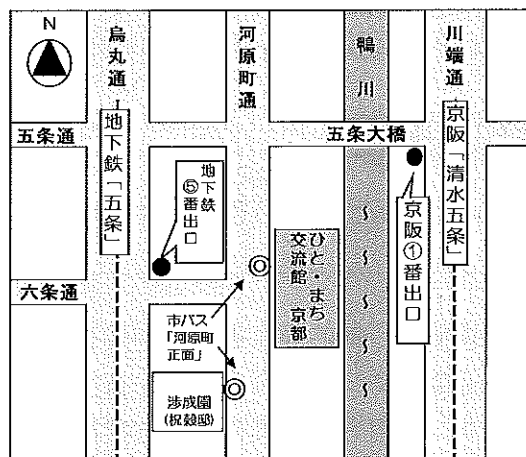 N
烏丸通
河原町通
鴨川
川端通
五条通
五条大橋
地下鉄「五条」
地下鉄
⑤番出口
京阪「清水五条」
京阪①番出口
六条通
ひと・まち
交流館 京都
市バス
「河原町
正面」
渉成園
(枳殻邸)